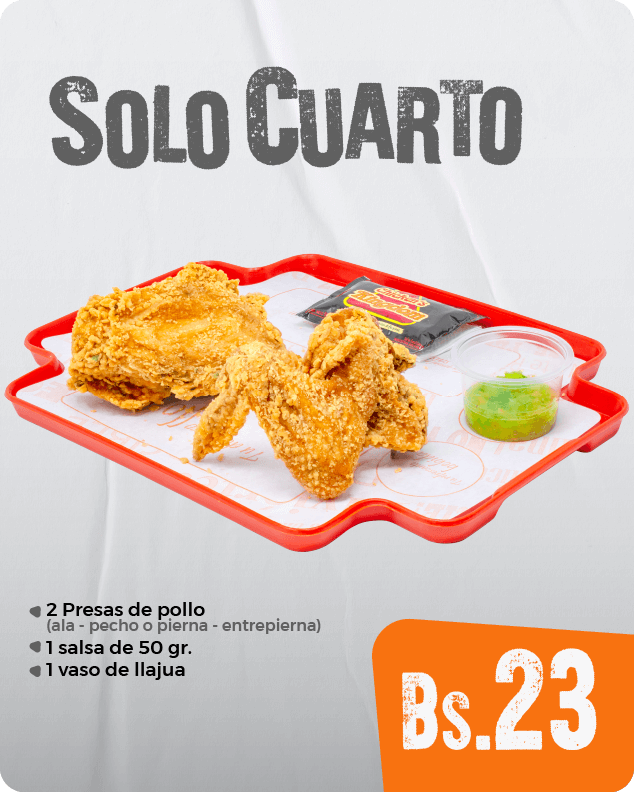 SOLO CUARTO
2 Presas de pollo
(ala - pecho o pierna - entrepierna)
1 salsa de 50 gr.
1 vaso de llajua
Bs.23